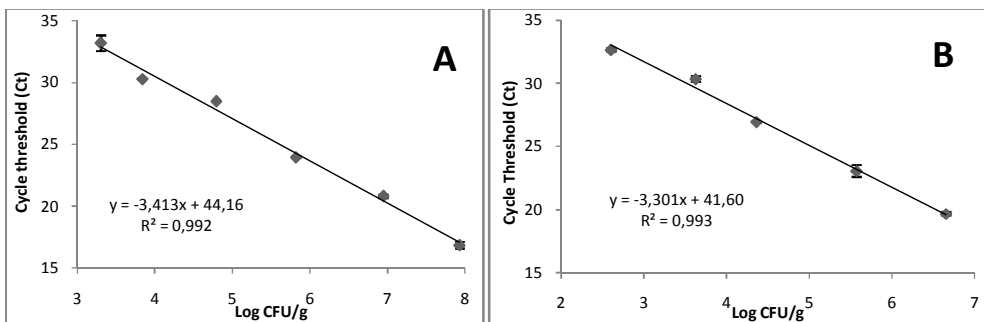 35
30
25
20
15
Cycle threshold (Ct)
A
y = -3,413x + 44,16
R² = 0,992
3 4 5 6 7 8
Log CFU/g
35
30
25
20
15
Cycle Threshold (Ct)
B
y = -3,301x + 41,60
R² = 0,993
2 3 4 5 6 7
Log CFU/g